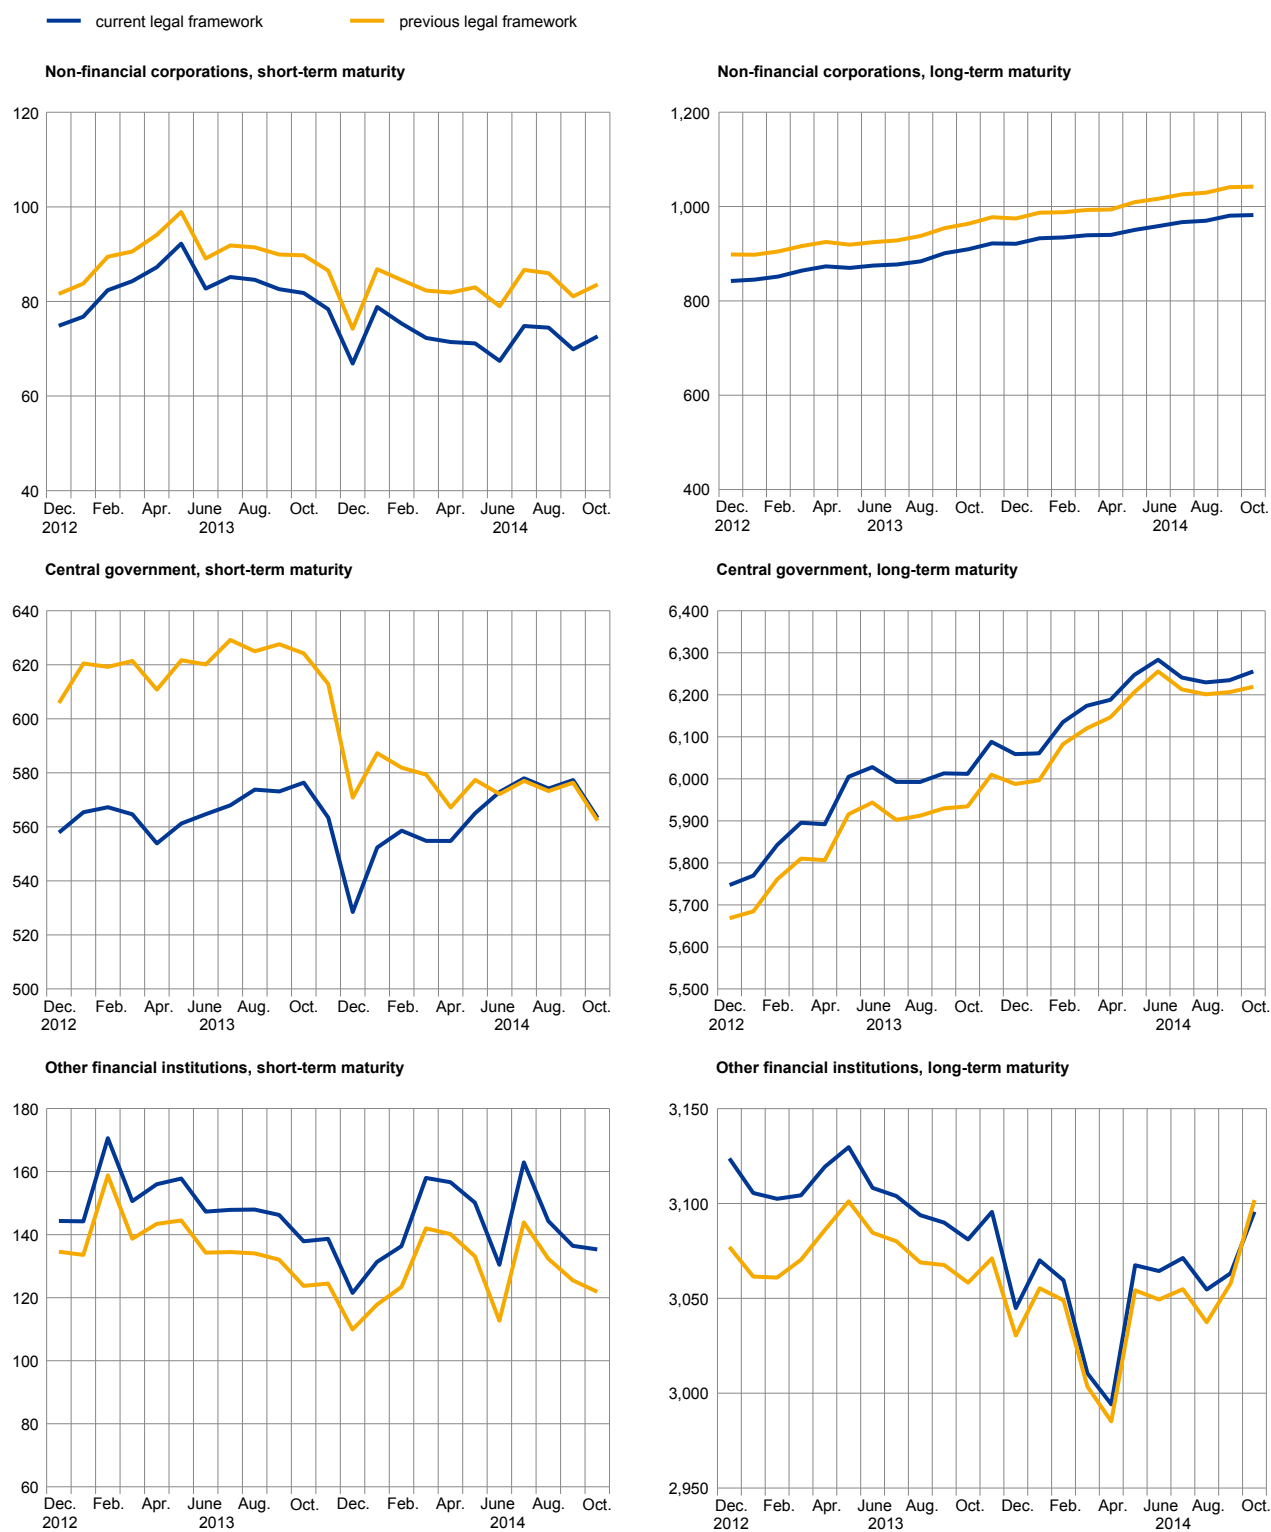 current legal framework
previous legal framework
Non-financial corporations, short-term maturity
120
100
80
60
40
Dec. Feb. Apr. June Aug. Oct. Dec. Feb. Apr. June Aug. Oct.
2012 2013 2014
Non-financial corporations, long-term maturity
1,200
1,000
800
600
400
Dec. Feb. Apr. June Aug. Oct. Dec. Feb. Apr. June Aug. Oct.
2012 2013 2014
Central government, short-term maturity
640
620
600
580
560
540
520
500
Dec. Feb. Apr. June Aug. Oct. Dec. Feb. Apr. June Aug. Oct.
2012 2013 2014
Central government, long-term maturity
6,400
6,300
6,200
6,100
6,000
5,900
5,800
5,700
5,600
5,500
Dec. Feb. Apr. June Aug. Oct. Dec. Feb. Apr. June Aug. Oct.
2012 2013 2014
Other financial institutions, short-term maturity
180
160
140
120
100
80
60
Dec. Feb. Apr. June Aug. Oct. Dec. Feb. Apr. June Aug. Oct.
2012 2013 2014
Other financial institutions, long-term maturity
3,150
3,100
3,050
3,000
2,950
Dec. Feb. Apr. June Aug. Oct. Dec. Feb. Apr. June Aug. Oct.
2012 2013 2014